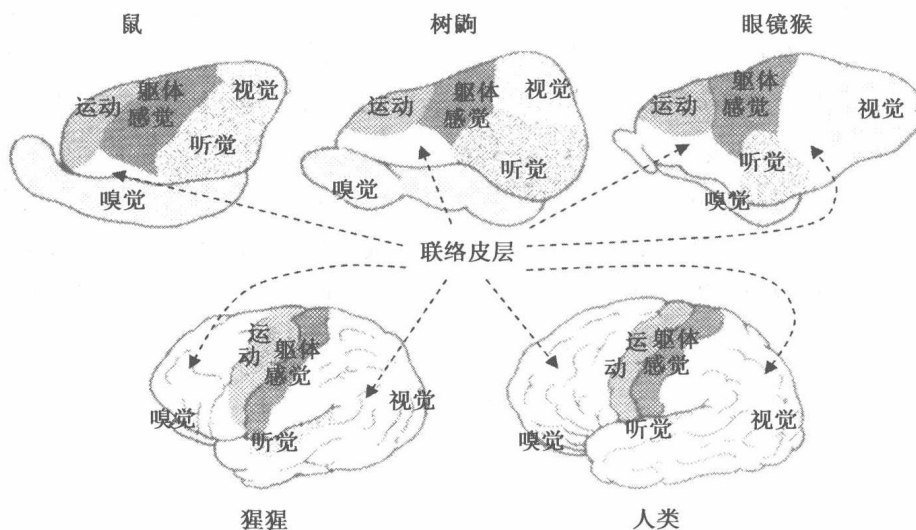 鼠
树鼩
眼镜猴
运动
躯体
感觉
视觉
听觉
嗅觉
运动
躯体
感觉
视觉
听觉
嗅觉
运动
躯体
感觉
视觉
听觉
嗅觉
联络皮层
运
动
躯体
感觉
嗅觉
听觉
视觉
运
动
躯体
感觉
嗅觉
听觉
视觉
猩猩
人类